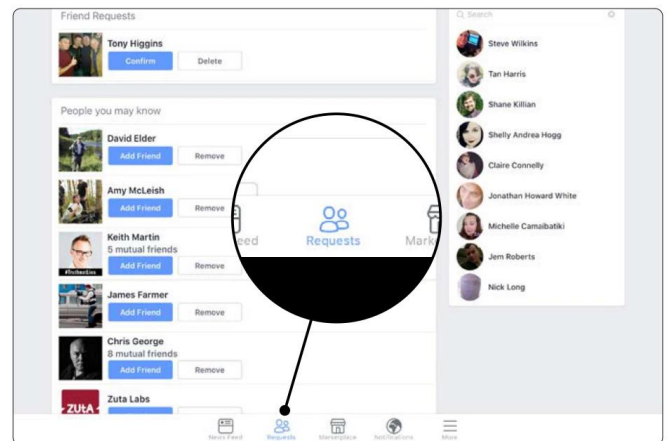 Friend Requests
Tony Higgins
Confirm Delete
People you may know
David Elder
Add Friend Remove
Amy McLeish
Add Friend Remove
Keith Martin
5 mutual friends
Add Friend Remove
James Farmer
Add Friend Remove
Chris George
8 mutual friends
Add Friend Remove
Zuta Labs
ZUtA
eed Requests Mark
Search
Steve Wilkins
Tan Harris
Shane Killian
Shelly Andrea Hogg
Claire Connelly
Jonathan Howard White
Michelle Camaibatiki
Jem Roberts
Nick Long
News Feed Requests Marketplace Notifications More